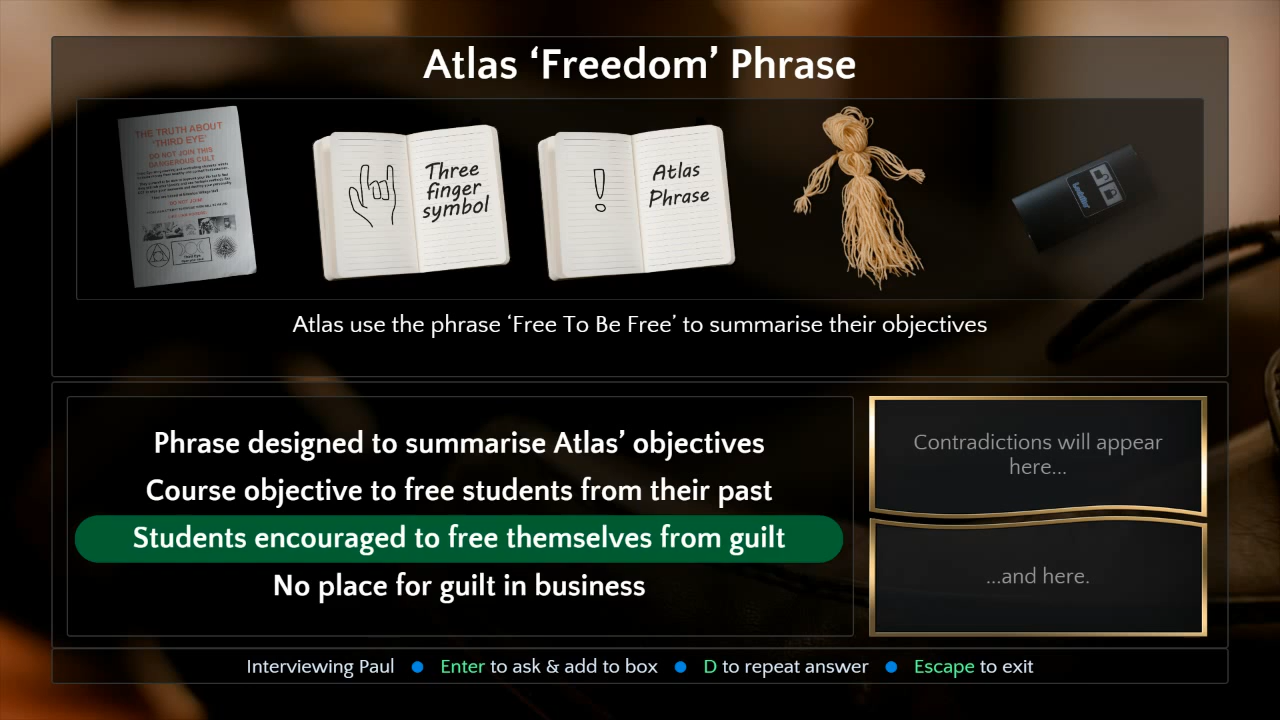 Atlas ‘Freedom’ Phrase
THE 'TRUTH ABOUT
'THIRD EYE'
DO NOT JOIN THIS
DANGEROUS CULT
Three
finger
symbol
!
Atlas
Phrase
Atlas use the phrase ‘Free To Be Free’ to summarise their objectives
Phrase designed to summarise Atlas’ objectives
Course objective to free students from their past
Students encouraged to free themselves from guilt
No place for guilt in business
Contradictions will appear
here...
...and here.
Interviewing Paul ● Enter to ask & add to box ● D to repeat answer ● Escape to exit